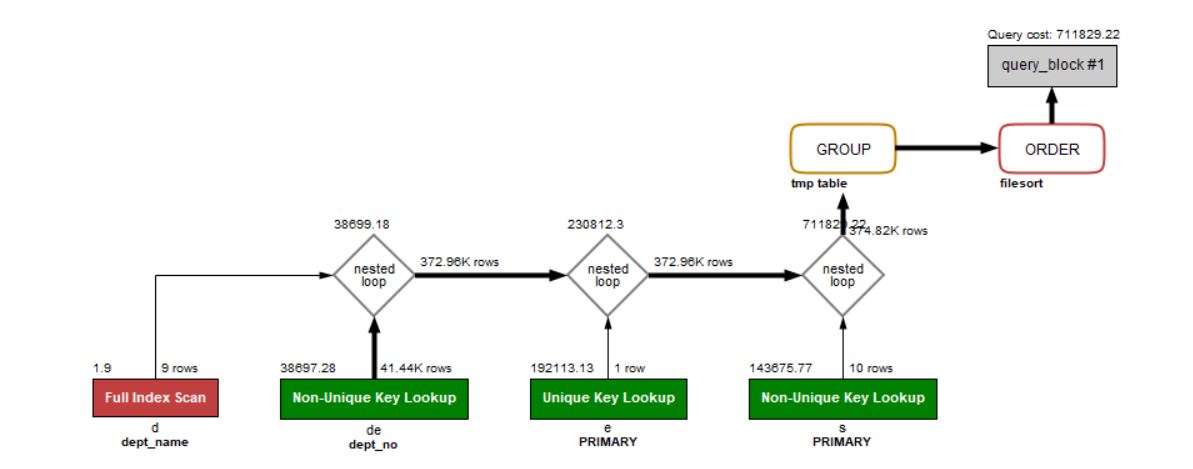 Query cost: 711829.22
query_block #1
GROUP
ORDER
tmp table
filesort
38699.18
230812.3
711829.22
374.82K rows
nested
loop
372.96K rows
nested
loop
372.96K rows
nested
loop
1.9
9 rows
38697.28
41.44K rows
192113.13
1 row
143675.77
10 rows
Full Index Scan
Non-Unique Key Lookup
Unique Key Lookup
Non-Unique Key Lookup
d
dept_name
de
dept_no
e
PRIMARY
s
PRIMARY